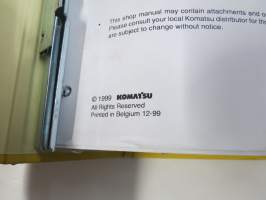 • This shop manual may contain attachments and o
Please consult your local Komatsu distributor for the
are subject to change without notice.
© 1999 KOMATSU
All Rights Reserved
Printed in Belgium 12-99